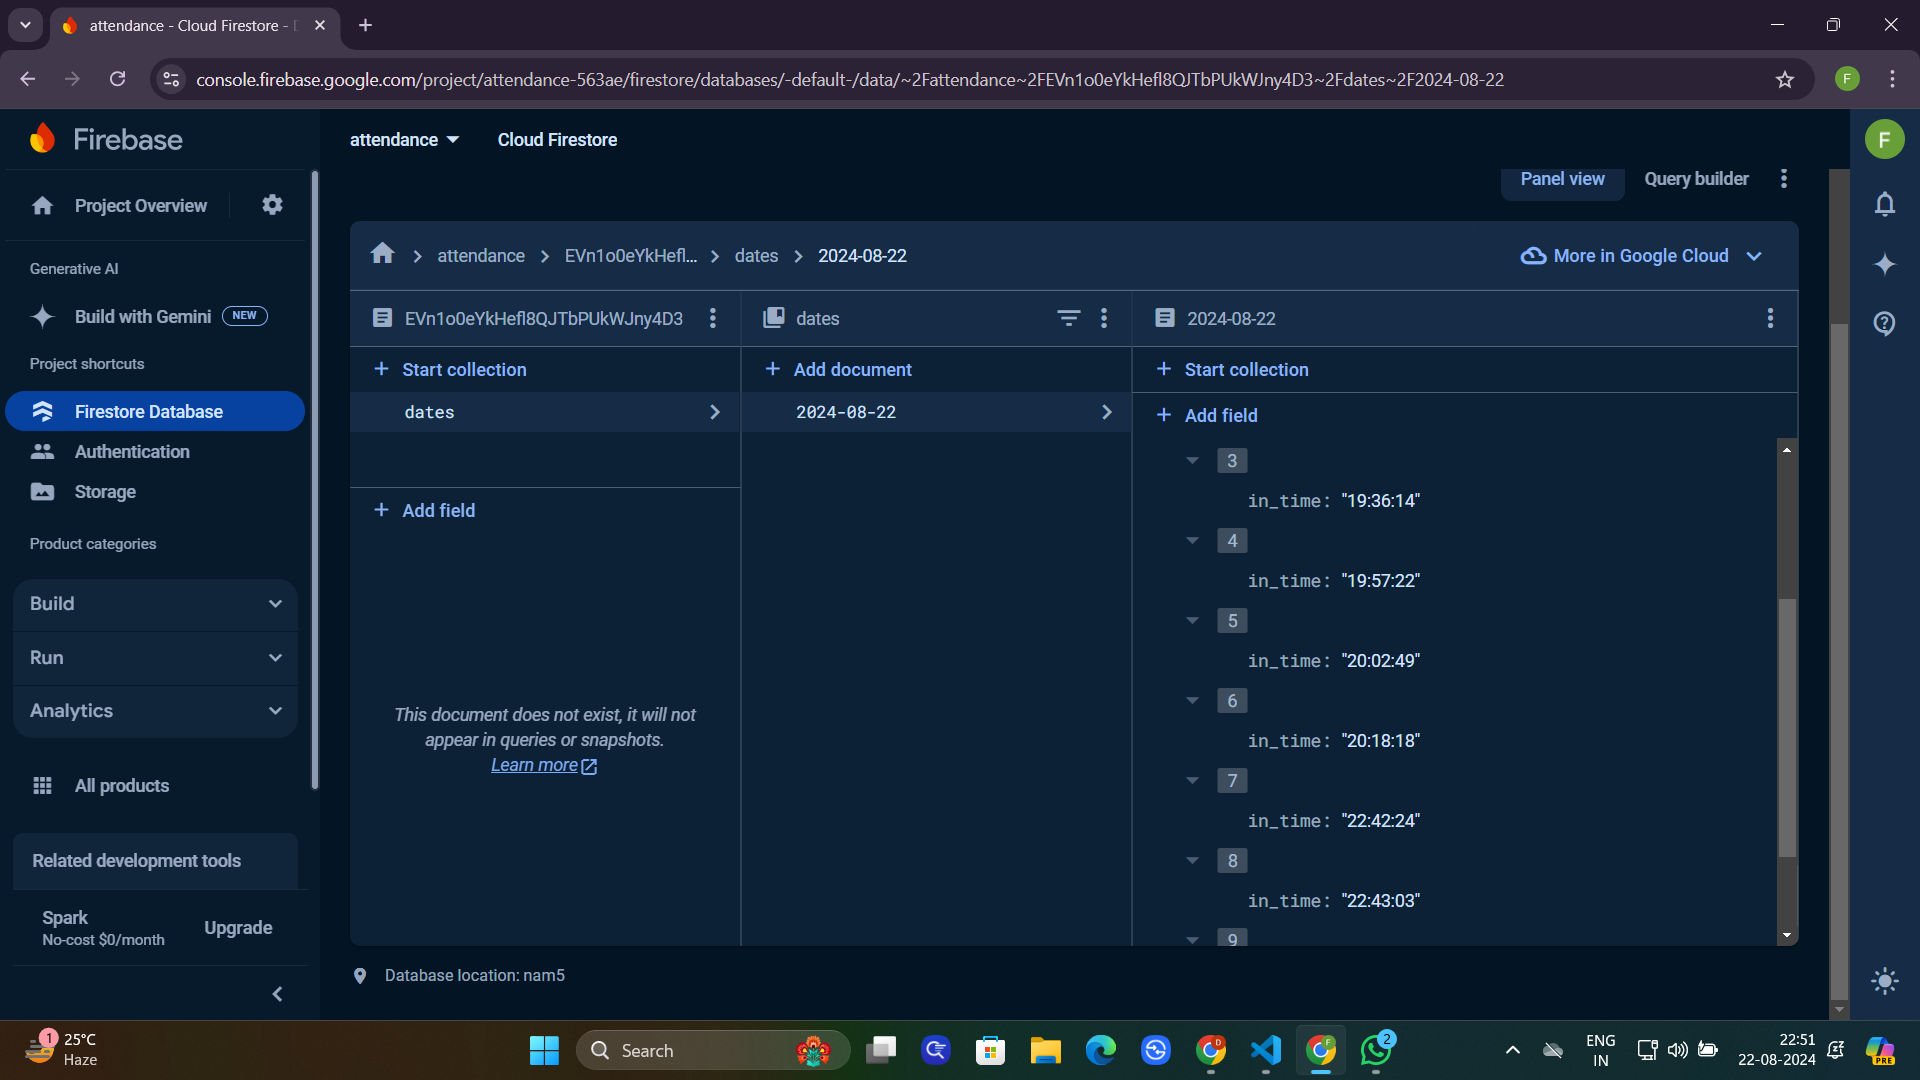 attendance - Cloud Firestore - D
console.firebase.google.com/project/attendance-563ae/firestore/databases/-default-/data/~2Fattendance~2FEVn1o0eYkHefl8QJTbPUkWJny4D3~2Fdates~2F2024-08-22
F
Firebase
attendance
Cloud Firestore
F
Panel view
Query builder
Project Overview
Generative AI
Build with Gemini
NEW
Project shortcuts
Firestore Database
Authentication
Storage
Product categories
Build
Run
Analytics
All products
Related development tools
Spark
No-cost $0/month
Upgrade
attendance
EVn1o0eYkHefl...
dates
2024-08-22
More in Google Cloud
EVn1o0eYkHefl8QJTbPUkWJny4D3
Start collection
dates
Add field
This document does not exist, it will not
appear in queries or snapshots.
Learn more
dates
Add document
2024-08-22
2024-08-22
Start collection
Add field
3
in_time: "19:36:14"
4
in_time: "19:57:22"
5
in_time: "20:02:49"
6
in_time: "20:18:18"
7
in_time: "22:42:24"
8
in_time: "22:43:03"
9
Database location: nam5
1
25°C
Haze
Search
D
F
2
ENG
IN
22:51
22-08-2024
PRE